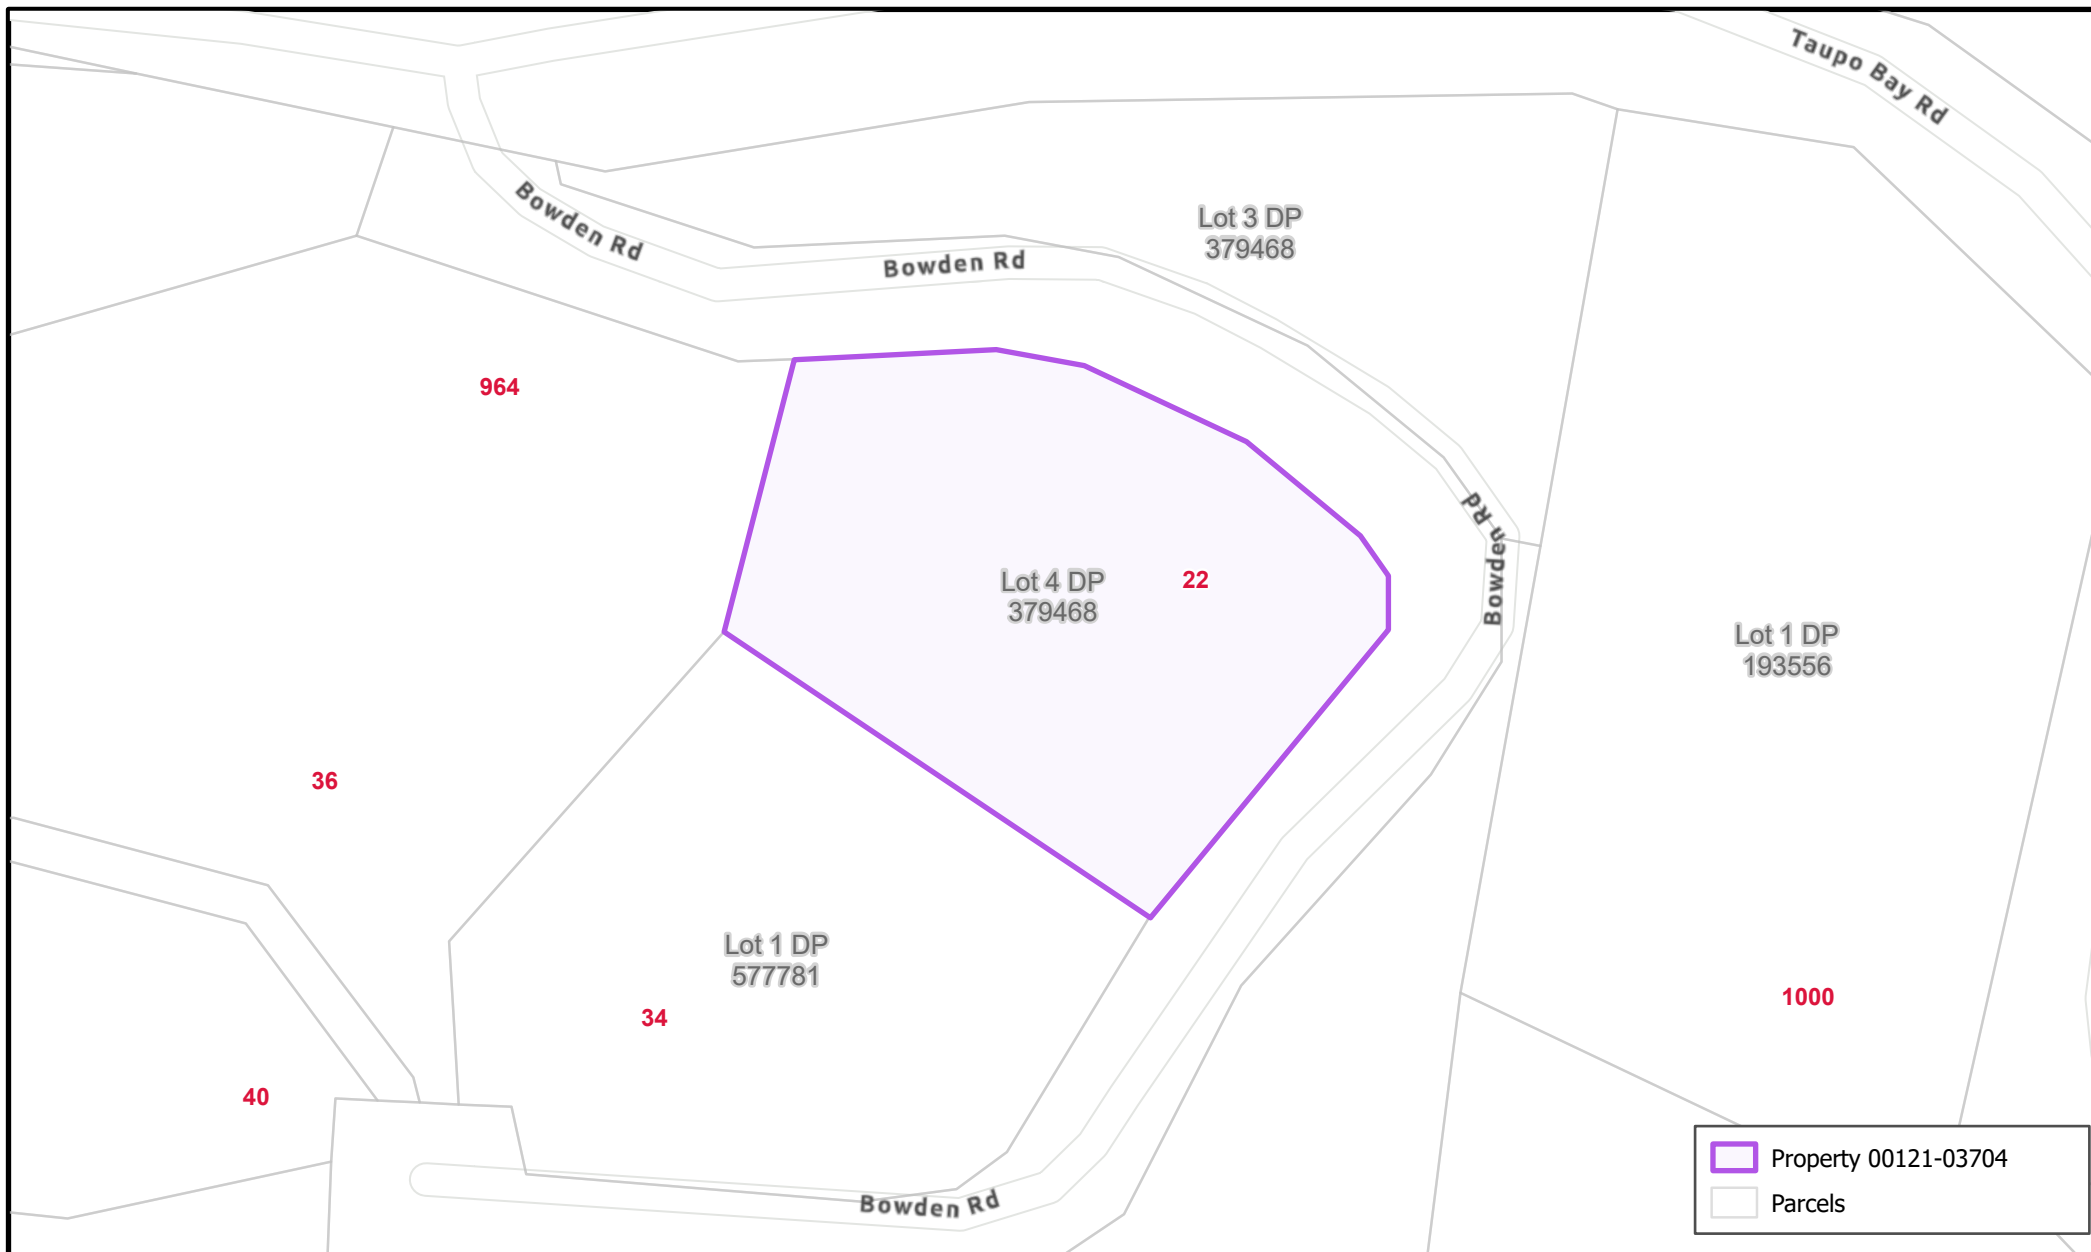 Taupo Bay Rd
Bowden Rd
Lot 3 DP
379468
Bowden Rd
964
Bowden Rd
Lot 4 DP
379468
22
Lot 1 DP
193556
36
Lot 1 DP
577781
34
1000
40
Bowden Rd
Property 00121-03704
Parcels